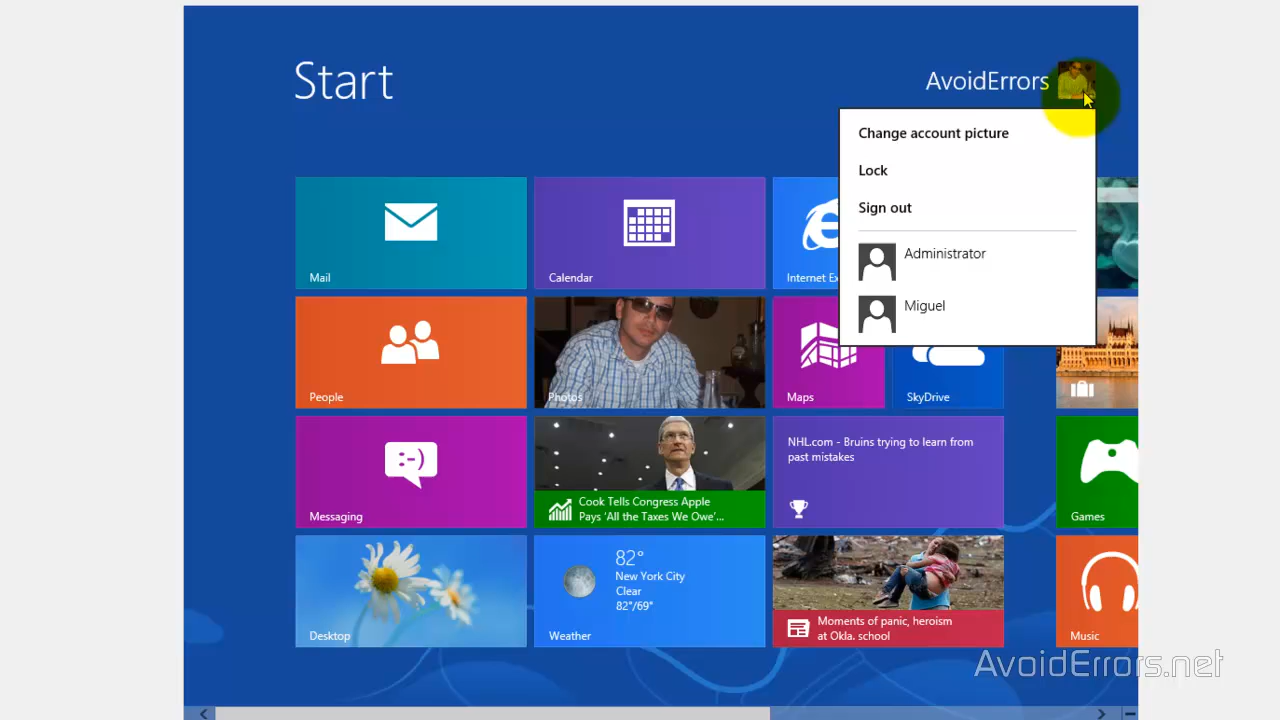 Start
AvoidErrors
Change account picture
Lock
Sign out
Administrator
Miguel
Mail
Calendar
Internet Ex
People
Photos
Maps
SkyDrive
Messaging
Cook Tells Congress Apple
Pays 'All the Taxes We Owe'...
NHL.com - Bruins trying to learn from
past mistakes
Games
Desktop
82°
New York City
Clear
82°/69°
Weather
Moments of panic, heroism
at Okla. school
Music
AvoidErrors.net